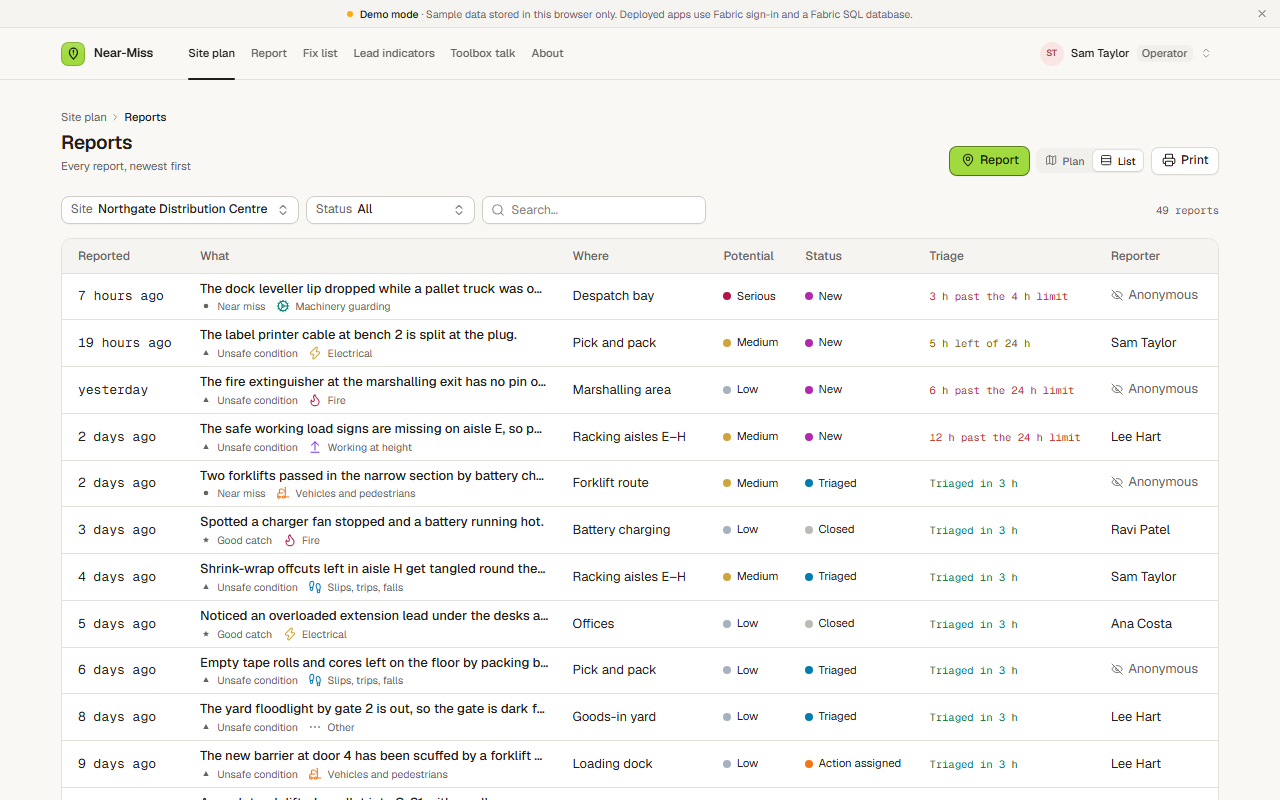 Demo mode · Sample data stored in this browser only. Deployed apps use Fabric sign-in and a Fabric SQL database.
Near-Miss
Site plan
Report
Fix list
Lead indicators
Toolbox talk
About
ST
Sam Taylor
Operator
Site plan > Reports
Reports
Every report, newest first
Report
Plan
List
Print
Site Northgate Distribution Centre
Status All
Search...
49 reports
Reported What Where Potential Status Triage Reporter
7 hours ago The dock leveller lip dropped while a pallet truck was o... Despatch bay Serious New 3 h past the 4 h limit Anonymous
Near miss Machinery guarding
19 hours ago The label printer cable at bench 2 is split at the plug. Pick and pack Medium New 5 h left of 24 h Sam Taylor
Unsafe condition Electrical
yesterday The fire extinguisher at the marshalling exit has no pin o... Marshalling area Low New 6 h past the 24 h limit Anonymous
Unsafe condition Fire
2 days ago The safe working load signs are missing on aisle E, so p... Racking aisles E–H Medium New 12 h past the 24 h limit Lee Hart
Unsafe condition Working at height
2 days ago Two forklifts passed in the narrow section by battery ch... Forklift route Medium Triaged Triaged in 3 h Anonymous
Near miss Vehicles and pedestrians
3 days ago Spotted a charger fan stopped and a battery running hot. Battery charging Low Closed Triaged in 3 h Ravi Patel
Good catch Fire
4 days ago Shrink-wrap offcuts left in aisle H get tangled round the... Racking aisles E–H Medium Triaged Triaged in 3 h Sam Taylor
Unsafe condition Slips, trips, falls
5 days ago Noticed an overloaded extension lead under the desks a... Offices Low Closed Triaged in 3 h Ana Costa
Good catch Electrical
6 days ago Empty tape rolls and cores left on the floor by packing b... Pick and pack Low Triaged Triaged in 3 h Anonymous
Unsafe condition Slips, trips, falls
8 days ago The yard floodlight by gate 2 is out, so the gate is dark f... Goods-in yard Low Triaged Triaged in 3 h Lee Hart
Unsafe condition Other
9 days ago The new barrier at door 4 has been scuffed by a forklift ... Loading dock Low Action assigned Triaged in 3 h Lee Hart
Unsafe condition Vehicles and pedestrians